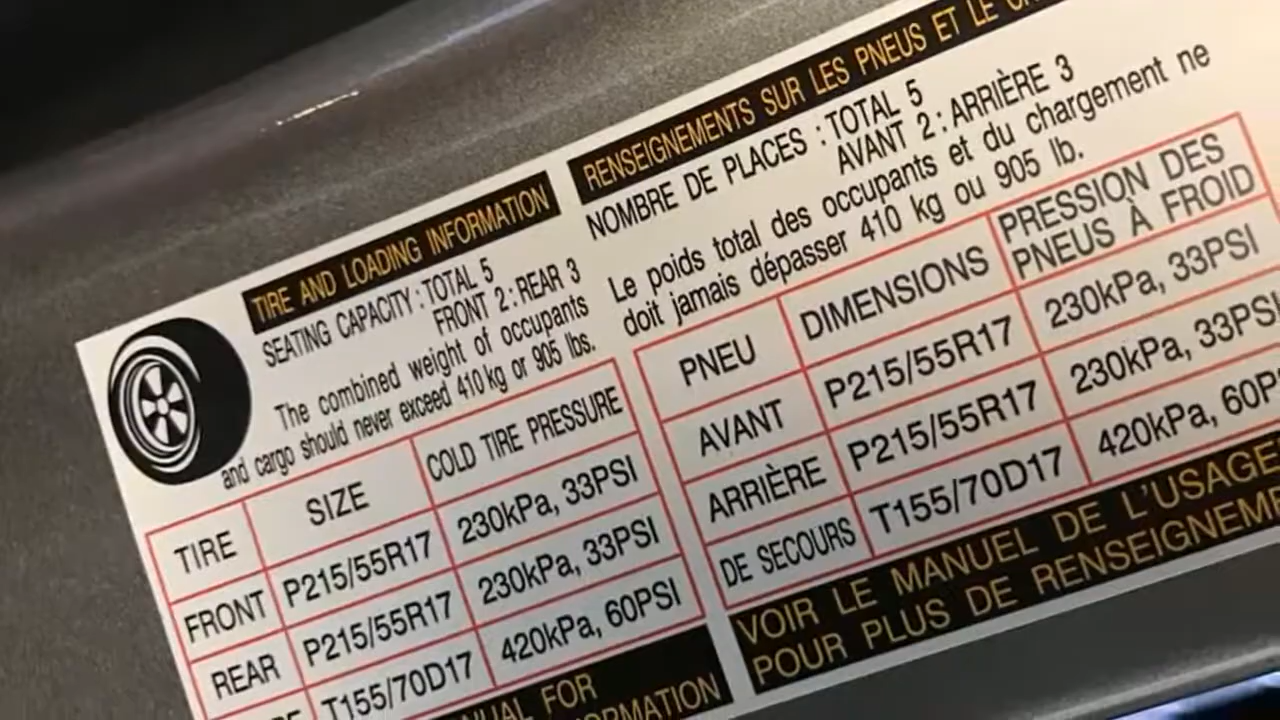 TIRE AND LOADING INFORMATION
SEATING CAPACITY : TOTAL 5
FRONT 2 : REAR 3
The combined weight of occupants
and cargo should never exceed 410 kg or 905 lbs.
TIRE SIZE COLD TIRE PRESSURE
FRONT P215/55R17 230kPa, 33PSI
REAR P215/55R17 230kPa, 33PSI
T155/70D17 420kPa, 60PSI
FOR
RENSEIGNEMENTS SUR LES PNEUS ET LE
NOMBRE DE PLACES : TOTAL 5
AVANT 2 : ARRIÈRE 3
Le poids total des occupants et du chargement ne
doit jamais dépasser 410 kg ou 905 lb.
PNEU DIMENSIONS PRESSION DES
PNEUS À FROID
AVANT P215/55R17 230kPa, 33PSI
ARRIÈRE P215/55R17 230kPa, 33PSI
DE SECOURS T155/70D17 420kPa,
VOIR LE MANUEL DE L'USAGE
POUR PLUS DE